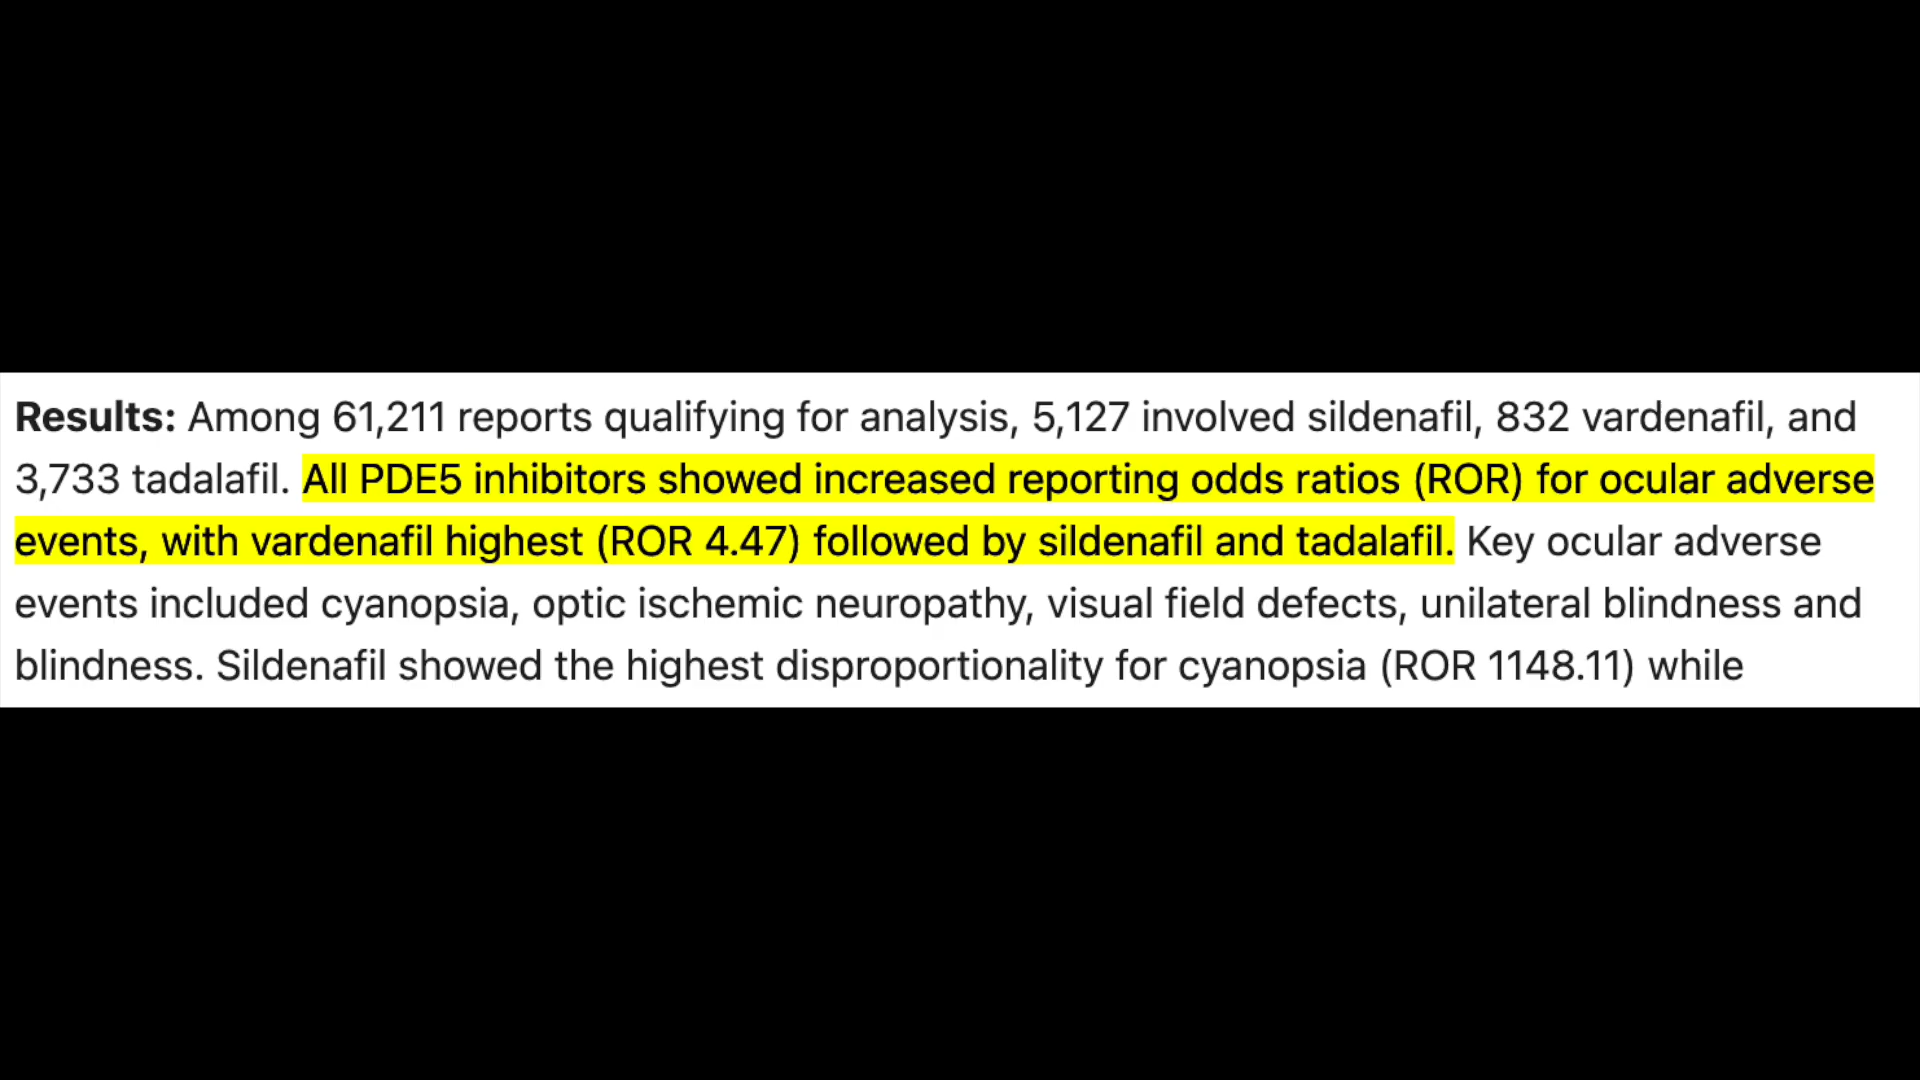 Results: Among 61,211 reports qualifying for analysis, 5,127 involved sildenafil, 832 vardenafil, and
3,733 tadalafil. All PDE5 inhibitors showed increased reporting odds ratios (ROR) for ocular adverse
events, with vardenafil highest (ROR 4.47) followed by sildenafil and tadalafil. Key ocular adverse
events included cyanopsia, optic ischemic neuropathy, visual field defects, unilateral blindness and
blindness. Sildenafil showed the highest disproportionality for cyanopsia (ROR 1148.11) while